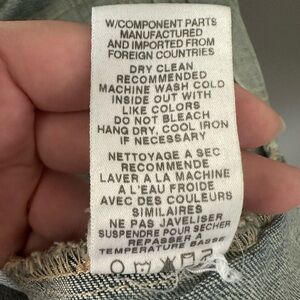 W/COMPONENT PARTS
MANUFACTURED
AND IMPORTED FROM
FOREIGN COUNTRIES
DRY CLEAN
RECOMMENDED
MACHINE WASH COLD
INSIDE OUT WITH
LIKE COLORS
DO NOT BLEACH
HANG DRY, COOL IRON
IF NECESSARY
NETTOYAGE A SEC
RECOMMENDE
LAVER A LA MACHINE
A L'EAU FROIDE
AVEC DES COULEURS
SIMILAIRES
NE PAS JAVELISER
SUSPENDRE POUR SECHER
REPASSER A
TEMPERATURE BASSE